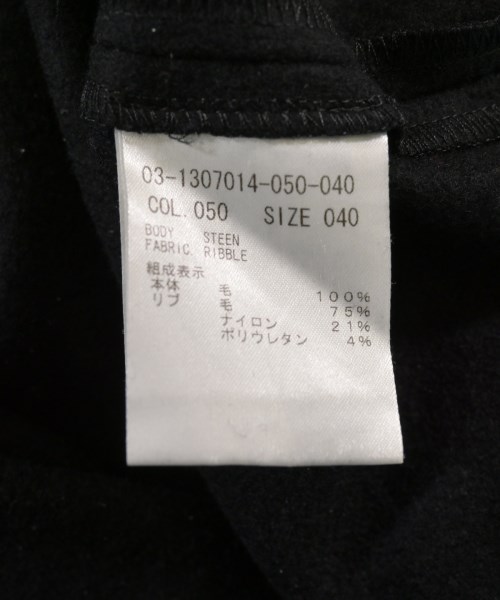 03-1307014-050-040
COL. 050 SIZE 040
BODY STEEN
FABRIC RIBBLE
組成表示
本体 毛 100%
リブ 毛 75%
ナイロン 21%
ポリウレタン 4%